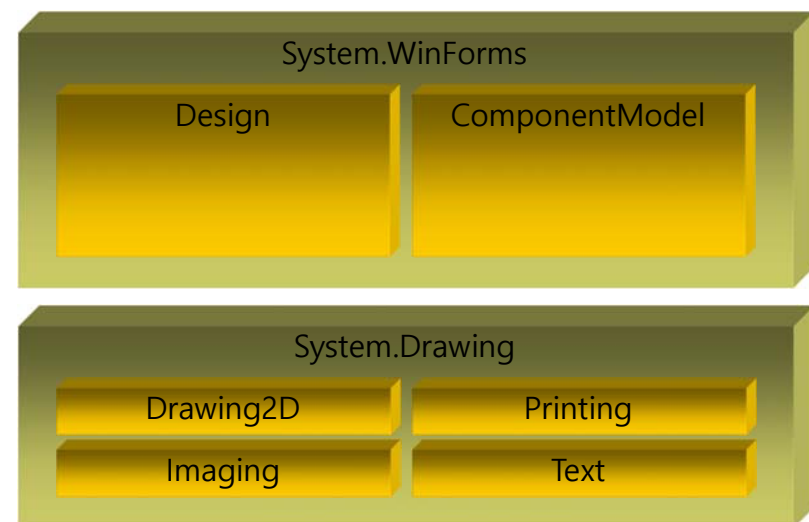 System.WinForms
Design
ComponentModel
System.Drawing
Drawing2D
Printing
Imaging
Text